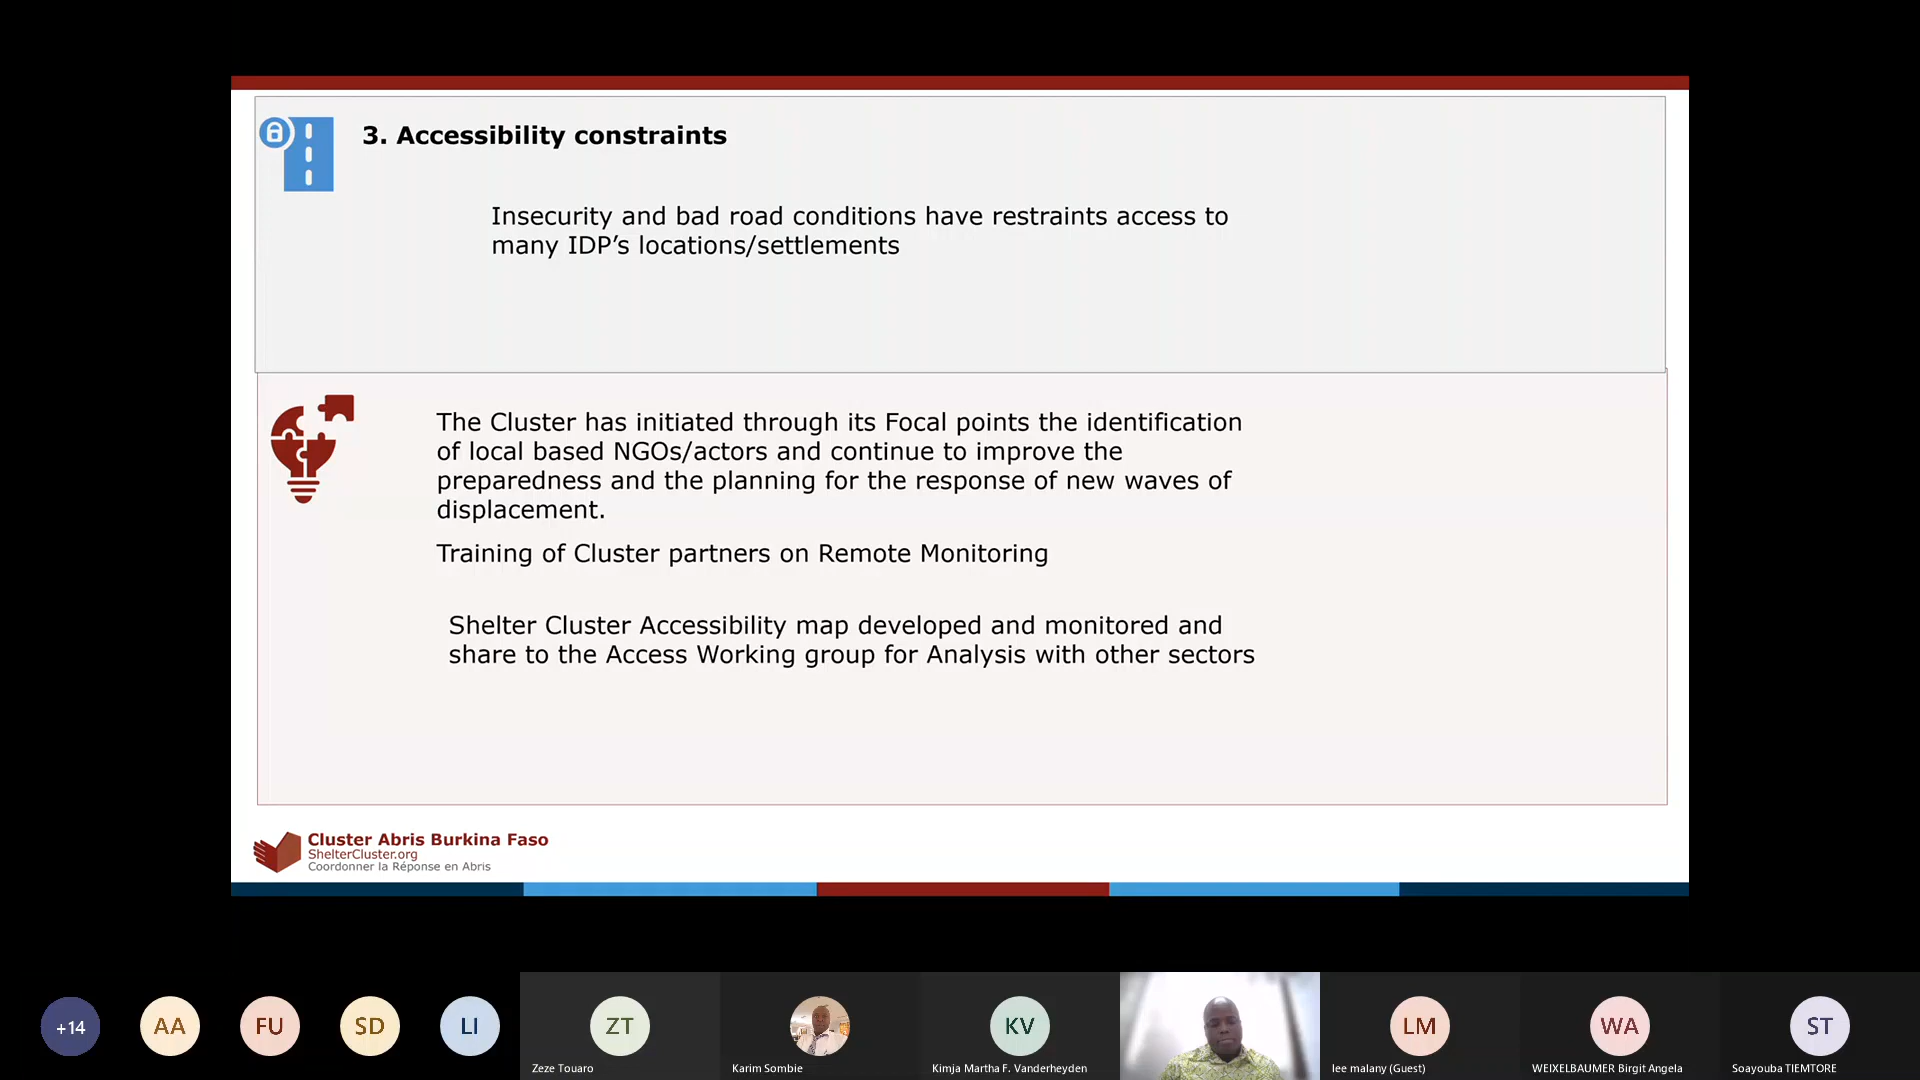 3. Accessibility constraints
Insecurity and bad road conditions have restraints access to
many IDP’s locations/settlements
The Cluster has initiated through its Focal points the identification
of local based NGOs/actors and continue to improve the
preparedness and the planning for the response of new waves of
displacement.
Training of Cluster partners on Remote Monitoring
Shelter Cluster Accessibility map developed and monitored and
share to the Access Working group for Analysis with other sectors
Cluster Abris Burkina Faso
ShelterCluster.org
Coordonner la Réponse en Abris
+14
AA
FU
SD
LI
ZT
KV
LM
WA
ST
Zeze Touaro
Karim Sombie
Kimja Martha F. Vanderheyden
lee malany (Guest)
WEIXELBAUMER Birgit Angela
Soayouba TIEMTORE